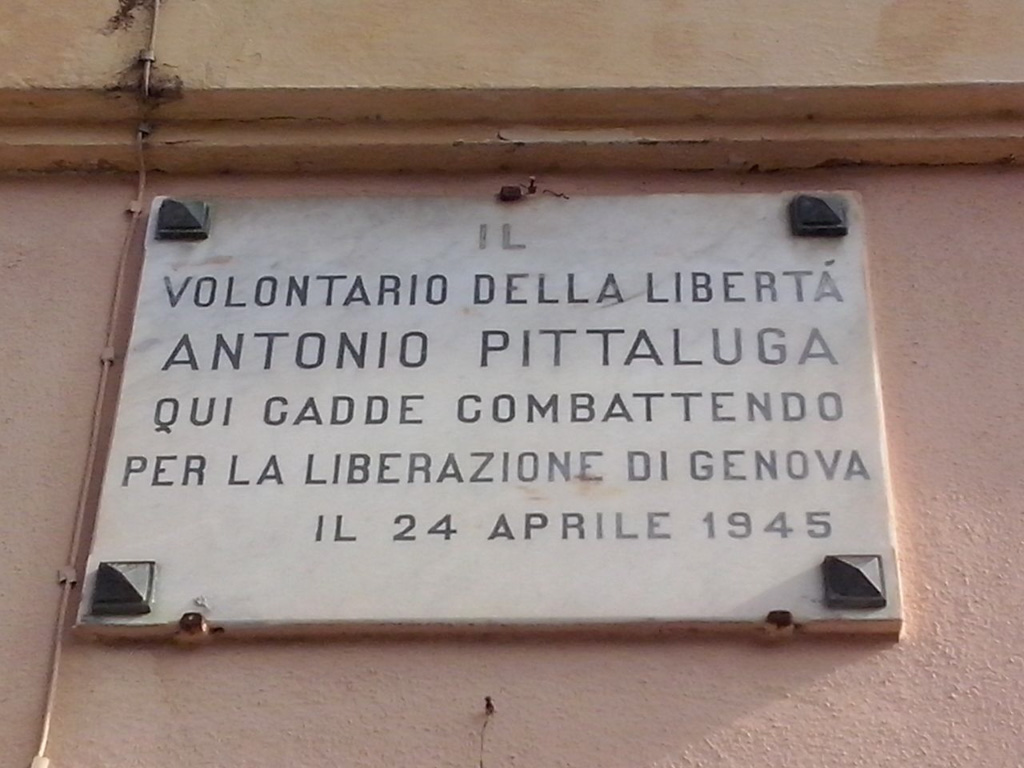 IL
VOLONTARIO DELLA LIBERTÁ
ANTONIO PITTALUGA
QUI CADDE COMBATTENDO
PER LA LIBERAZIONE DI GENOVA
IL 24 APRILE 1945